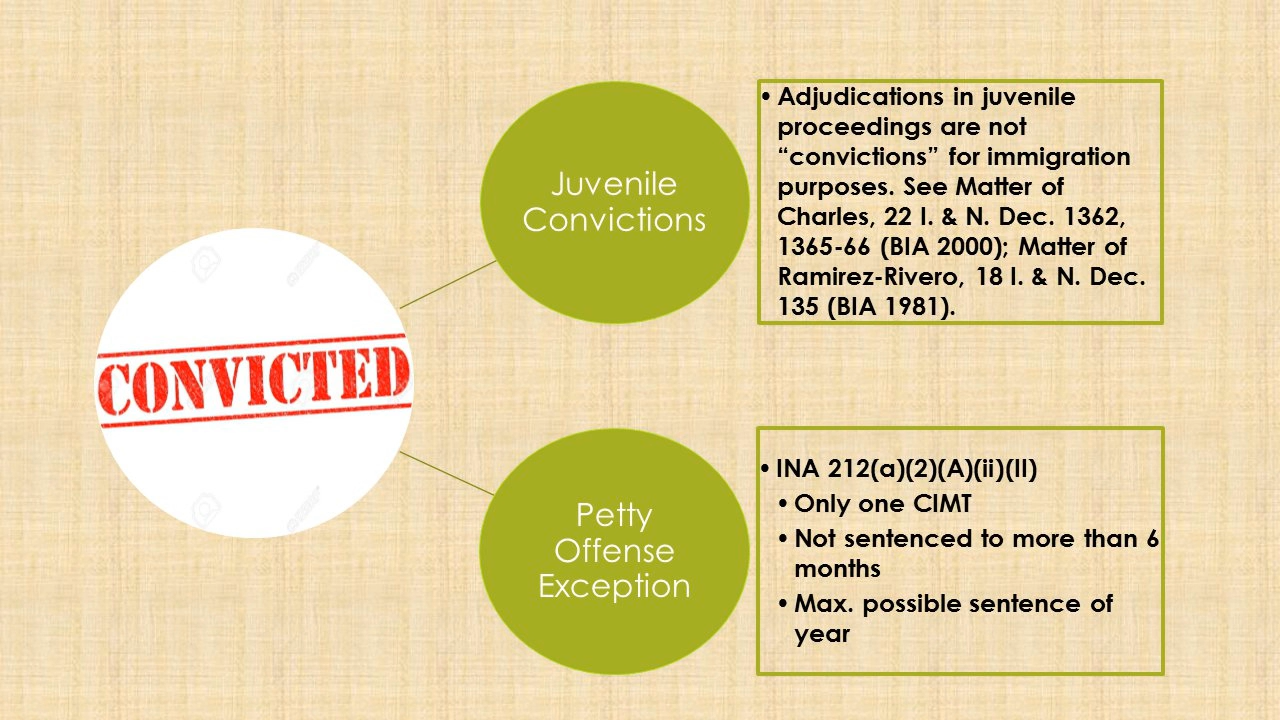 CONVICTED
Juvenile
Convictions
• Adjudications in juvenile
proceedings are not
“convictions” for immigration
purposes. See Matter of
Charles, 22 I. & N. Dec. 1362,
1365-66 (BIA 2000); Matter of
Ramirez-Rivero, 18 I. & N. Dec.
135 (BIA 1981).
Petty
Offense
Exception
• INA 212(a)(2)(A)(ii)(II)
• Only one CIMT
• Not sentenced to more than 6
months
• Max. possible sentence of
year